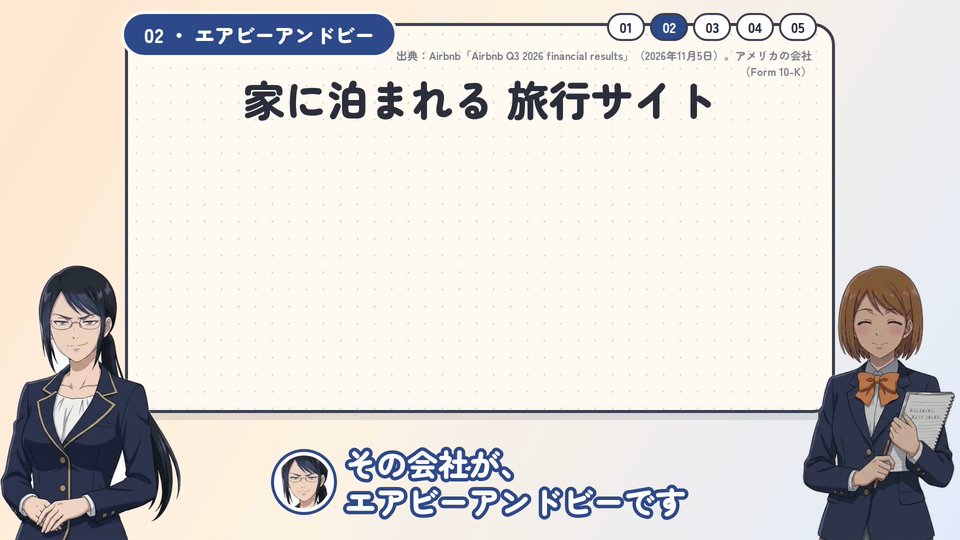 02 ・ エアビーアンドビー
01 02 03 04 05
出典：Airbnb「Airbnb Q3 2026 financial results」（2026年11月5日）。アメリカの会社
（Form 10-K）
家に泊まれる 旅行サイト
その会社が、
エアビーアンドビーです